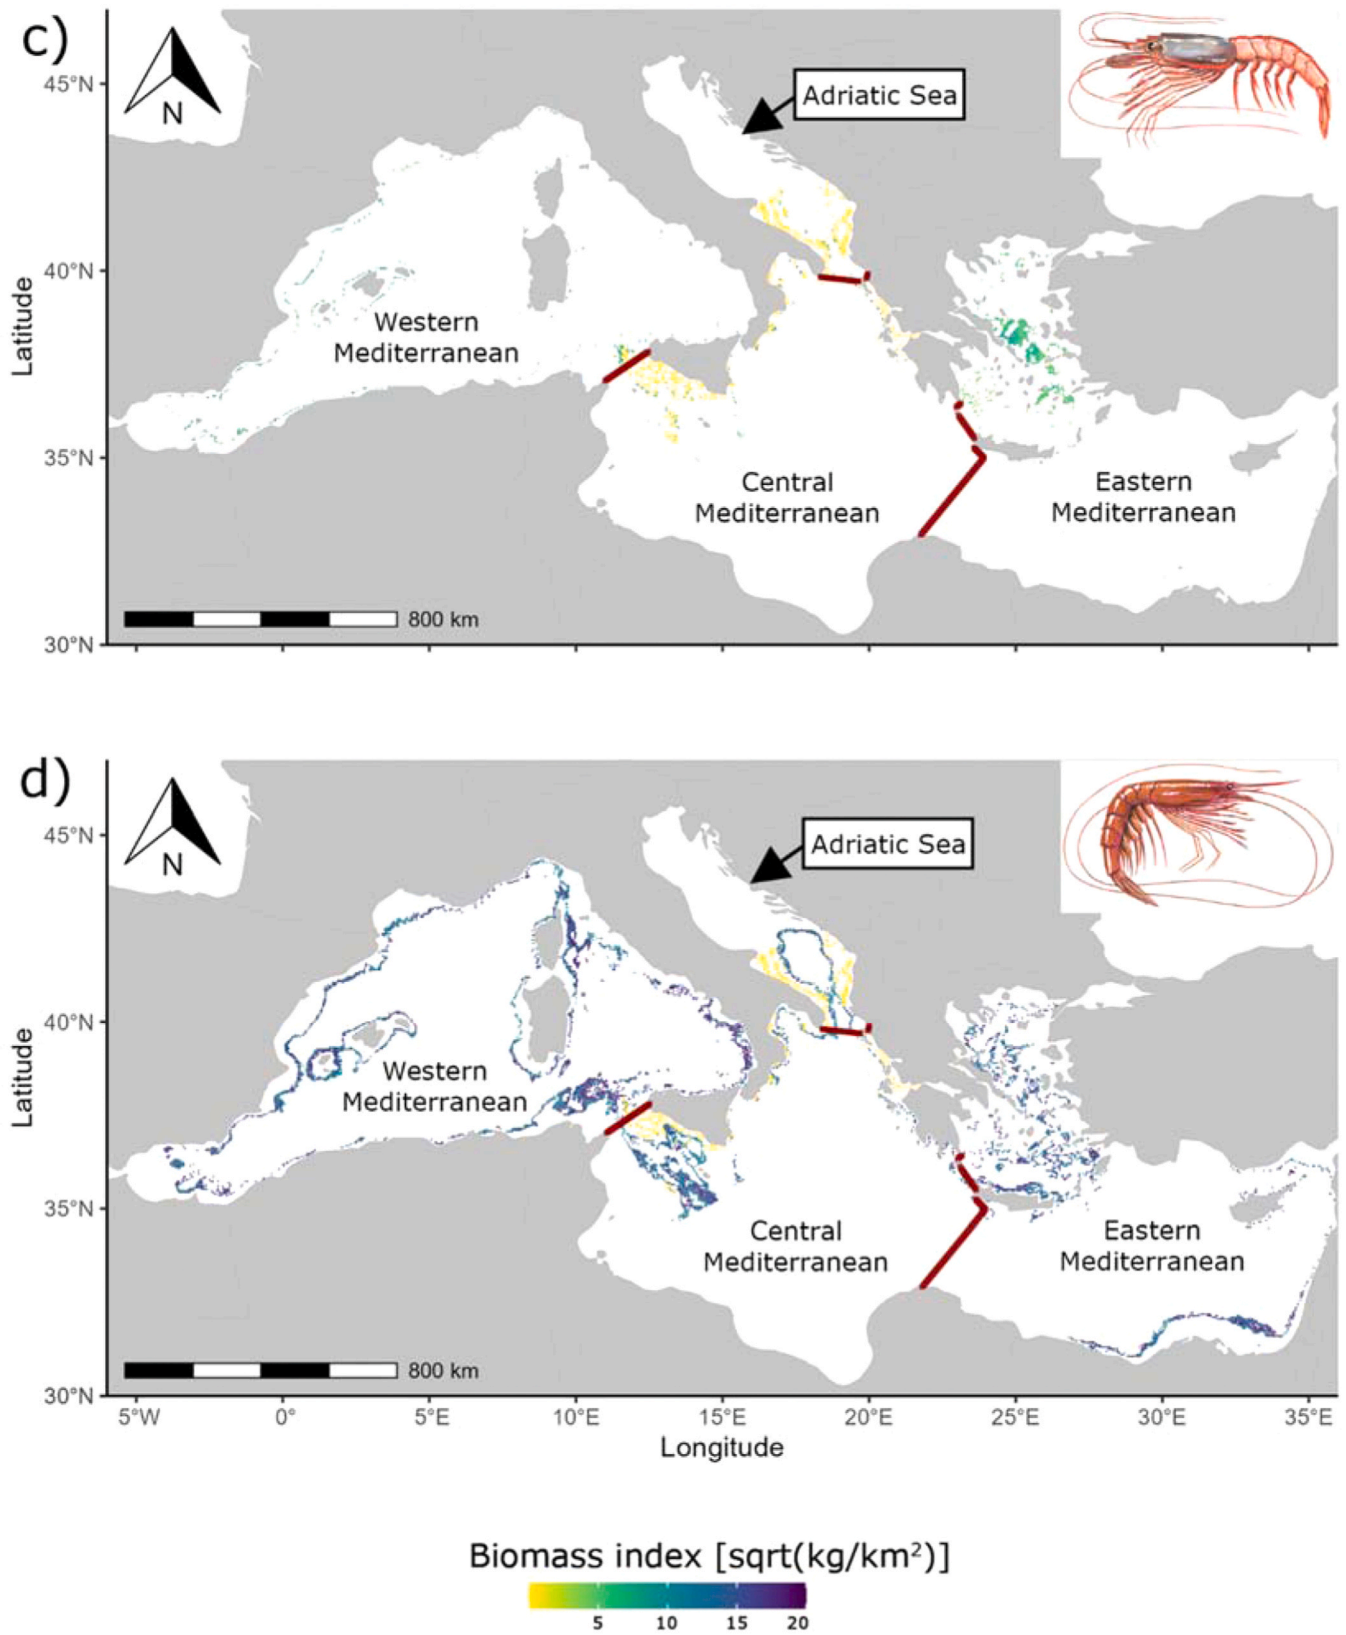 c)
N
Adriatic Sea
45°N
40°N
35°N
30°N
Latitude
Western
Mediterranean
Central
Mediterranean
Eastern
Mediterranean
800 km
d)
N
Adriatic Sea
45°N
40°N
35°N
30°N
Latitude
Western
Mediterranean
Central
Mediterranean
Eastern
Mediterranean
800 km
5°W 0° 5°E 10°E 15°E 20°E 25°E 30°E 35°E
Longitude
Biomass index [sqrt(kg/km²)]
5 10 15 20